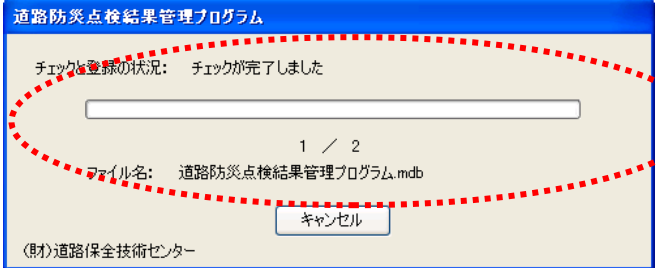 道路防災点検結果管理プログラム
チェックと登録の状況： チェックが完了しました
1 ／ 2
ファイル名： 道路防災点検結果管理プログラム.mdb
キャンセル
(財)道路保全技術センター